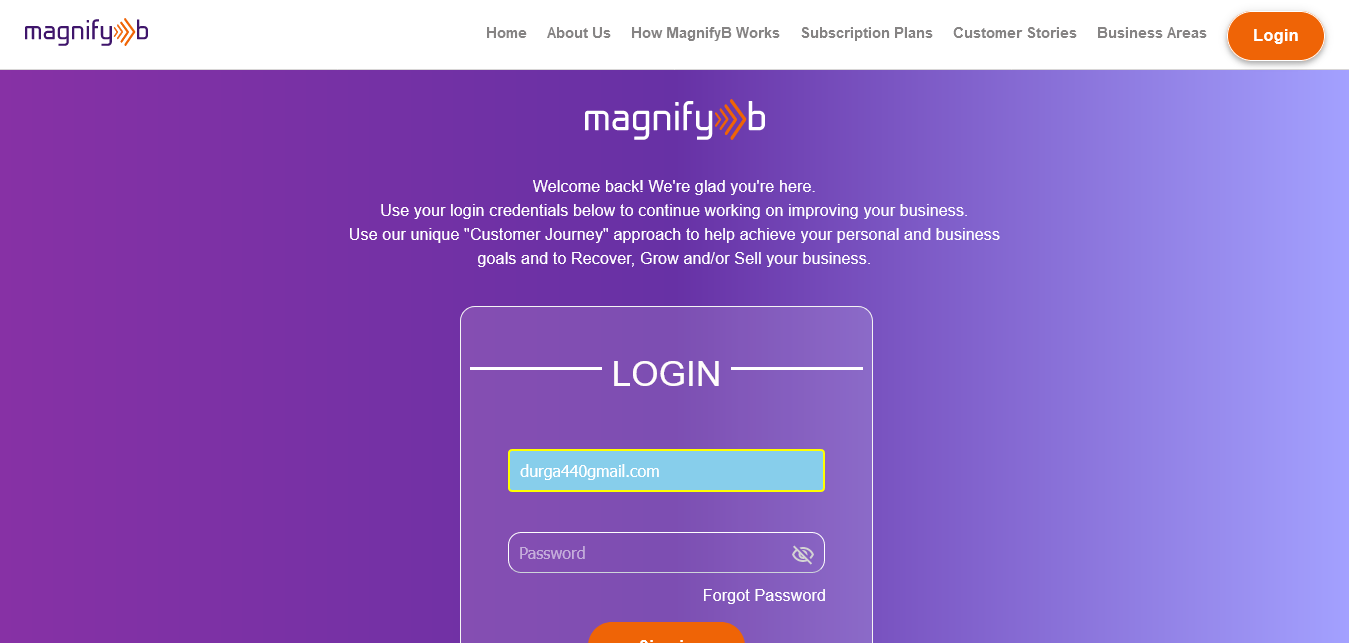 magnifyb
Home About Us How MagnifyB Works Subscription Plans Customer Stories Business Areas Login
magnifyb
Welcome back! We're glad you're here.
Use your login credentials below to continue working on improving your business.
Use our unique "Customer Journey" approach to help achieve your personal and business
goals and to Recover, Grow and/or Sell your business.
LOGIN
durga440gmail.com
Password
Forgot Password